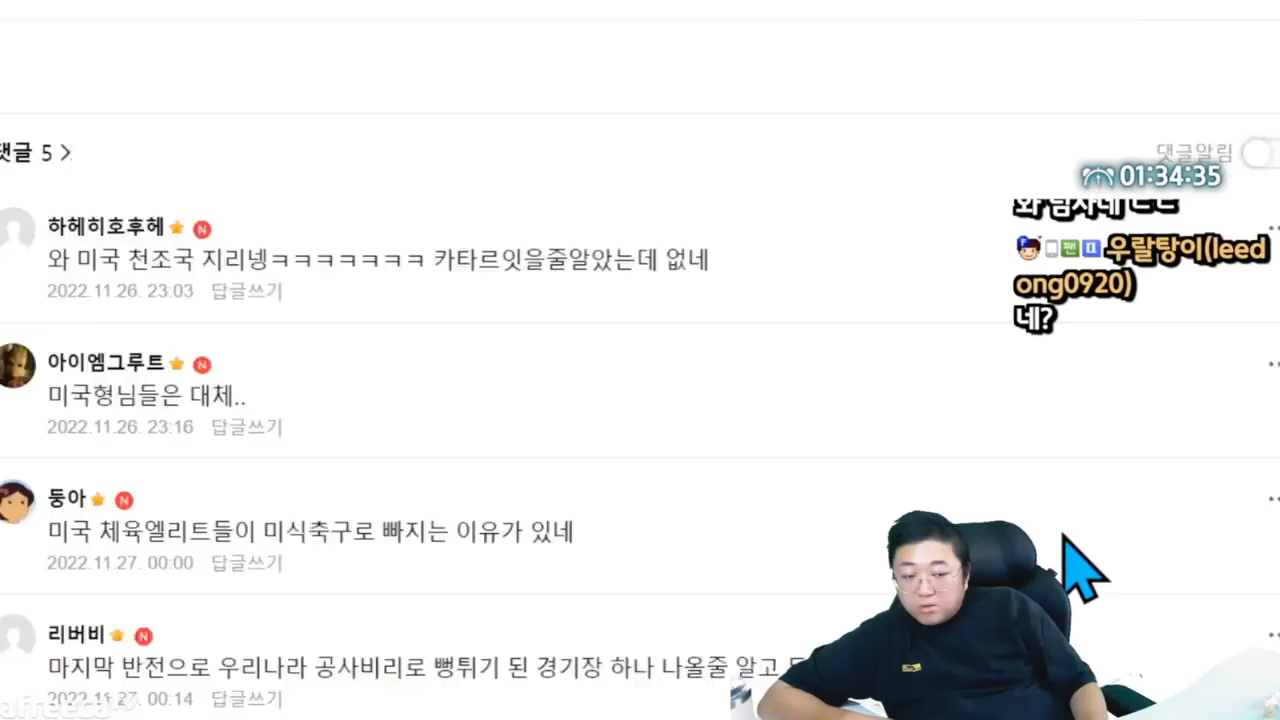 댓글 5
댓글알림
01:34:35
하헤히호후헤
와 미국 천조국 지리넹ㅋㅋㅋㅋㅋㅋㅋ 카타르잇을줄알았는데 없네
2022.11.26. 23:03 답글쓰기
우랄탕이(leed
ong0920)
네?
아이엠그루트
미국형님들은 대체..
2022.11.26. 23:16 답글쓰기
둥아
미국 체육엘리트들이 미식축구로 빠지는 이유가 있네
2022.11.27. 00:00 답글쓰기
리버비
마지막 반전으로 우리나라 공사비리로 뻥튀기 된 경기장 하나 나올줄 알고
2022.11.27. 00:14 답글쓰기
afreeca